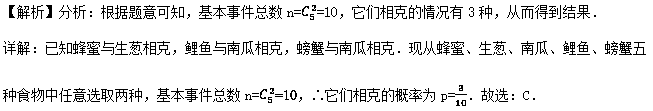 【解析】分析：根据题意可知，基本事件总数 n=C₅²=10，它们相克的情况有 3 种，从而得到结果．
详解：已知蜂蜜与生葱相克，鲤鱼与南瓜相克，螃蟹与南瓜相克．现从蜂蜜、生葱、南瓜、鲤鱼、螃蟹五
种食物中任意选取两种，基本事件总数 n=C₅²=10，∴它们相克的概率为 p=3/10．故选：C．